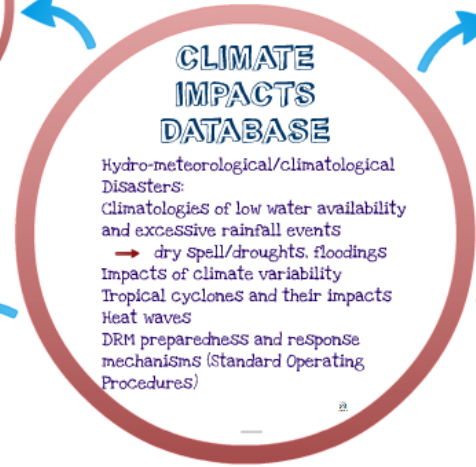 CLIMATE
IMPACTS
DATABASE
Hydro-meteorological/climatological
Disasters:
Climatologies of low water availability
and excessive rainfall events
dry spell/droughts, floodings
Impacts of climate variability
Tropical cyclones and their impacts
Heat waves
DRM preparedness and response
mechanisms (Standard Operating
Procedures)